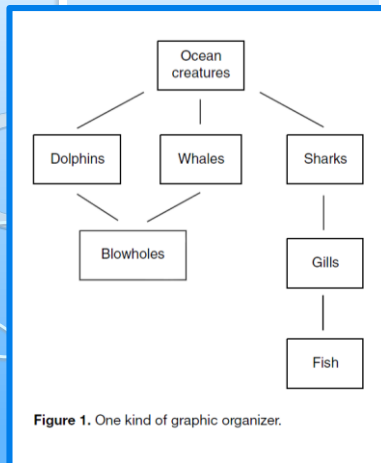 Ocean
creatures
Dolphins
Whales
Sharks
Blowholes
Gills
Fish
Figure 1. One kind of graphic organizer.